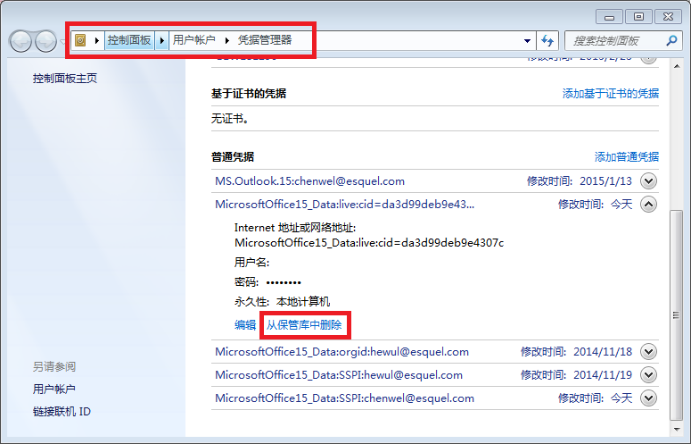 控制面板 用户帐户 凭据管理器
搜索控制面板
控制面板主页
基于证书的凭据 添加基于证书的凭据
无证书。
普通凭据 添加普通凭据
MS.Outlook.15:chenwel@esquel.com 修改时间: 2015/1/13
MicrosoftOffice15_Data:live:cid=da3d99deb9e43... 修改时间: 今天
Internet 地址或网络地址:
MicrosoftOffice15_Data:live:cid=da3d99deb9e4307c
用户名:
密码: ••••••••
永久性: 本地计算机
编辑 从保管库中删除
MicrosoftOffice15_Data:orgid:hewul@esquel.com 修改时间: 2014/11/18
MicrosoftOffice15_Data:SSPI:hewul@esquel.com 修改时间: 2014/11/19
MicrosoftOffice15_Data:SSPI:chenwel@esquel.com 修改时间: 今天
另请参阅
用户帐户
链接联机 ID